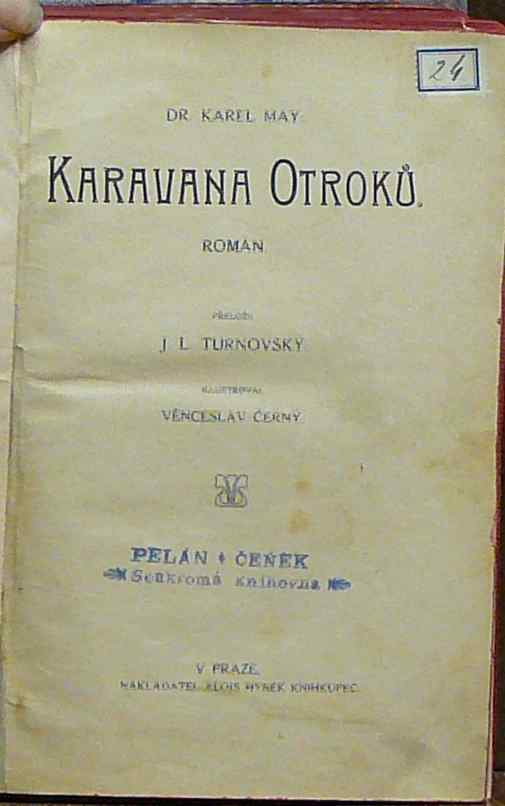 24
DR. KAREL MAY
KARAVANA OTROKŮ.
ROMÁN.
PŘELOŽIL
J. L. TURNOVSKÝ.
ILLUSTROVAL
VĚNCESLAV ČERNÝ.
PELÁN ČENĚK
Soukromá knihovna
V PRAZE.
NAKLADATEL ALOIS HYNEK KNIHKUPEC.